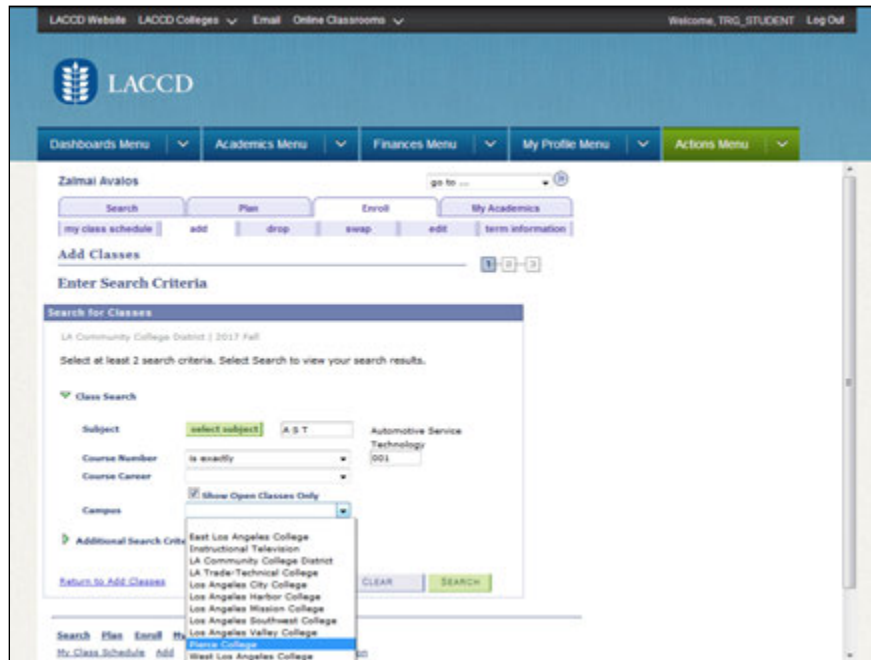 LACCD Website LACCD Colleges Email Online Classrooms Welcome, TRG_STUDENT Log Out
LACCD
Dashboards Menu Academics Menu Finances Menu My Profile Menu Actions Menu
Zalmai Avalos go to ...
Search Plan Enroll My Academics
my class schedule add drop swap edit term information
Add Classes
1 2 3
Enter Search Criteria
Search for Classes
LA Community College District | 2017 Fall
Select at least 2 search criteria. Select Search to view your search results.
Class Search
Subject select subject A S T Automotive Service
Technology
Course Number is exactly 001
Course Career
Show Open Classes Only
Campus
East Los Angeles College
Additional Search Crite
Instructional Television
LA Community College District
LA Trade-Technical College
Los Angeles City College
Return to Add Classes CLEAR SEARCH
Los Angeles Harbor College
Los Angeles Mission College
Los Angeles Southwest College
Los Angeles Valley College
Search Plan Enroll
Pierce College
My Class Schedule Add
West Los Angeles College